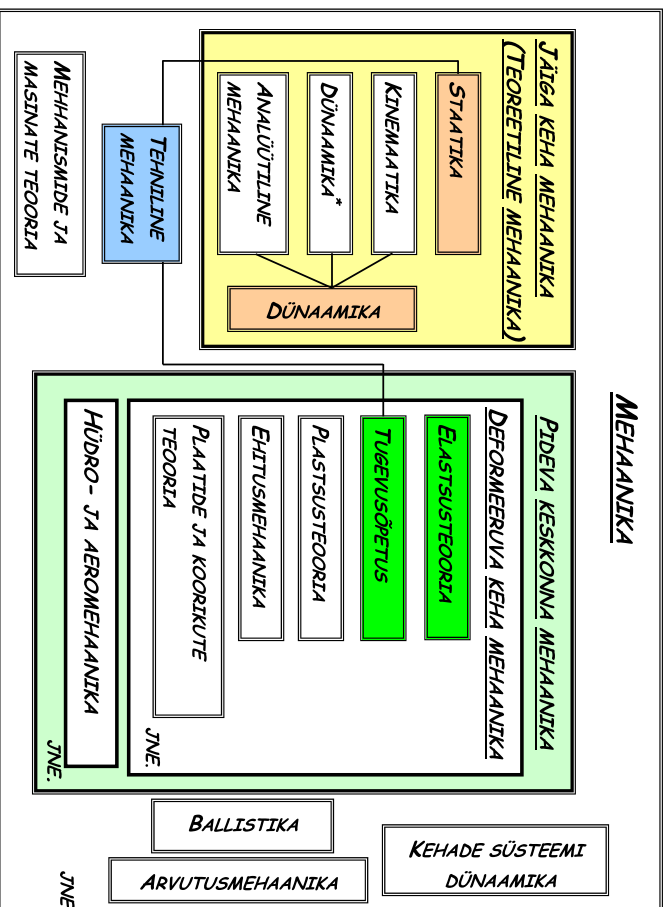 MEHAANIKA
JÄIGA KEHA MEHAANIKA
(TEOREETILINE MEHAANIKA)
STAATIKA
KINEMAATIKA
DÜNAAMIKA*
ANALÜÜTILINE
MEHAANIKA
DÜNAAMIKA
TEHNILINE
MEHAANIKA
MEHHANISMIDE JA
MASINATE TEOORIA
PIDEVA KESKKONNA MEHAANIKA
DEFORMEERUVA KEHA MEHAANIKA
ELASTSUSTEOORIA
TUGEVUSÕPETUS
PLASTSUSTEOORIA
EHITUSMEHAANIKA
PLAATIDE JA KOORIKUTE
TEOORIA
JNE.
HÜDRO- JA AEROMEHAANIKA
JNE.
KEHADE SÜSTEEMI
DÜNAAMIKA
BALLISTIKA
ARVUTUSMEHAANIKA
JNE